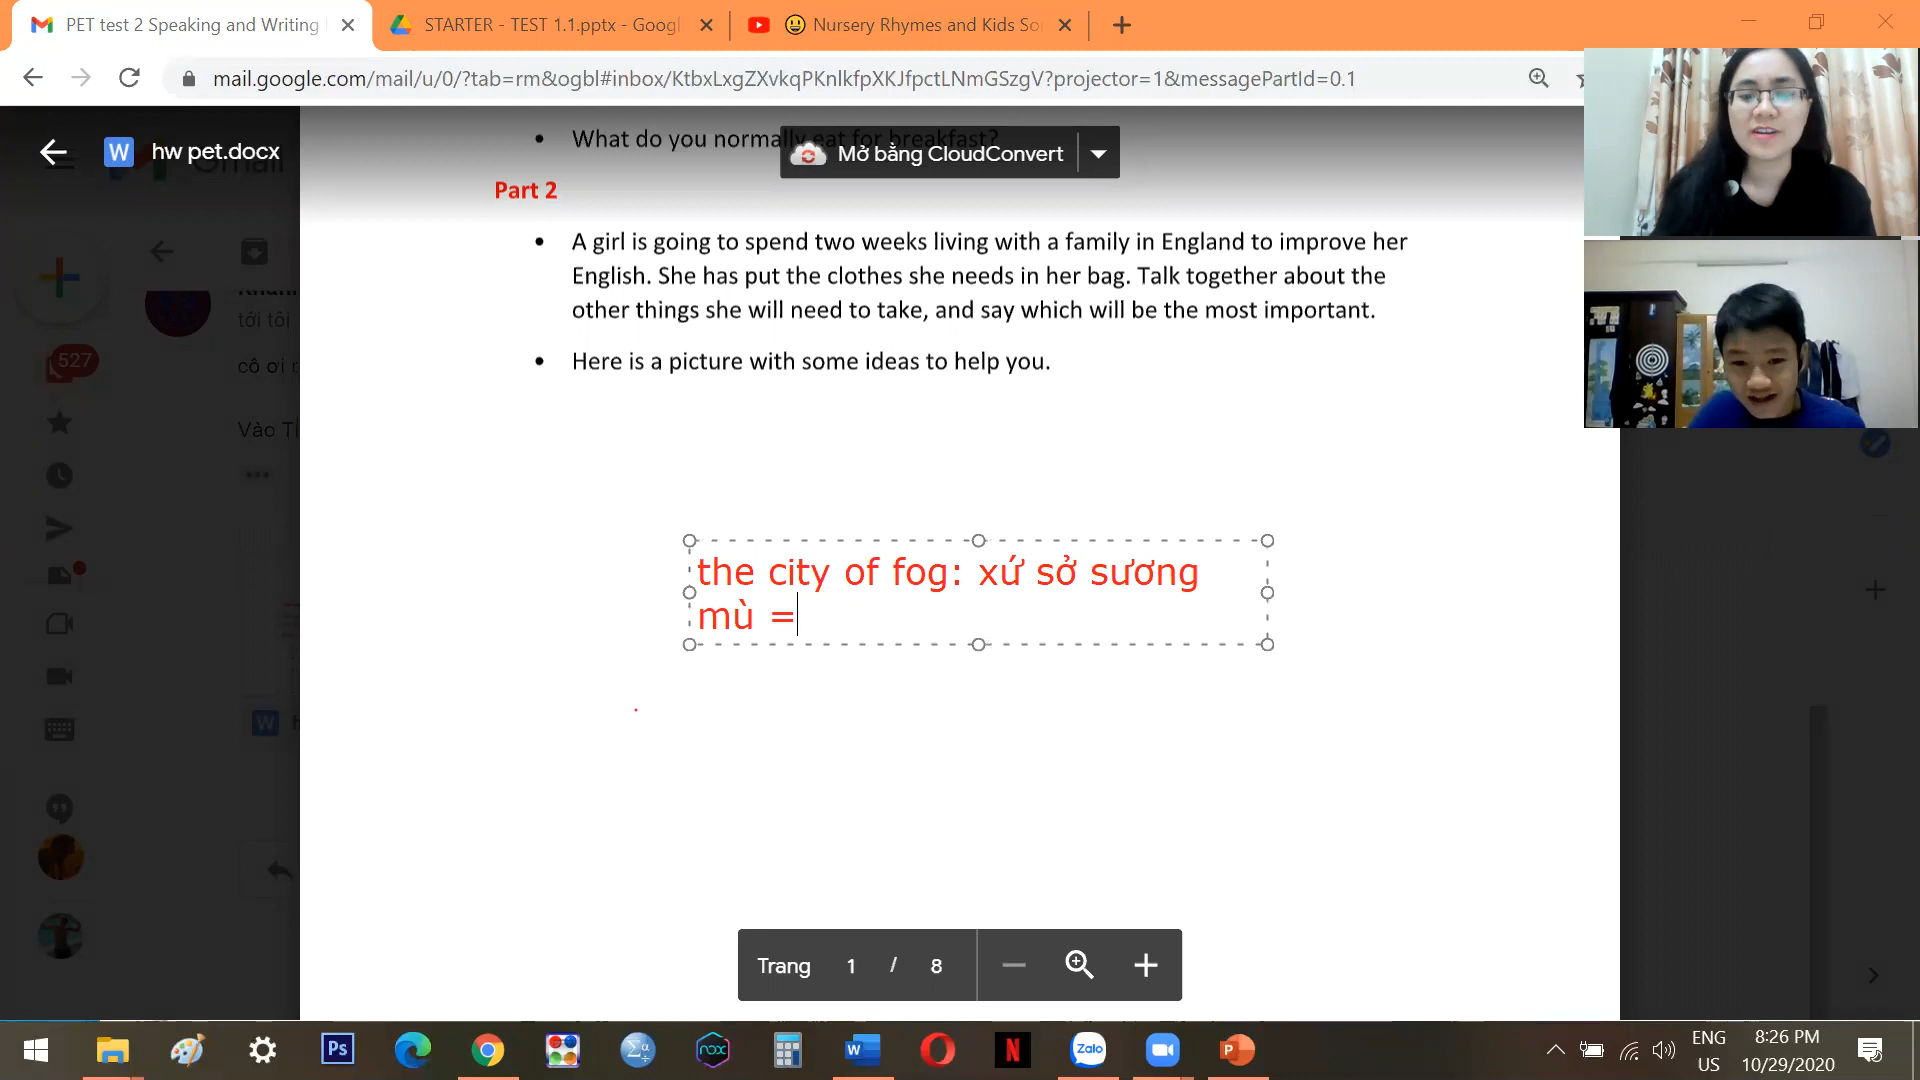 PET test 2 Speaking and Writing
STARTER - TEST 1.1.pptx - Googl
Nursery Rhymes and Kids So
mail.google.com/mail/u/0/?tab=rm&ogbl#inbox/KtbxLxgZXvkqPKnlkfpXKJfpctLNmGSzgV?projector=1&messagePartId=0.1
W hw pet.docx
What do you normally eat for breakfast?
Mở bằng CloudConvert
Part 2
• A girl is going to spend two weeks living with a family in England to improve her
English. She has put the clothes she needs in her bag. Talk together about the
other things she will need to take, and say which will be the most important.
• Here is a picture with some ideas to help you.
tới tôi
527
cô ơi
Vào
the city of fog: xứ sở sương
mù =
W
Trang 1 / 8
Ps
nox
W
N
Zalo
P
ENG
US
8:26 PM
10/29/2020